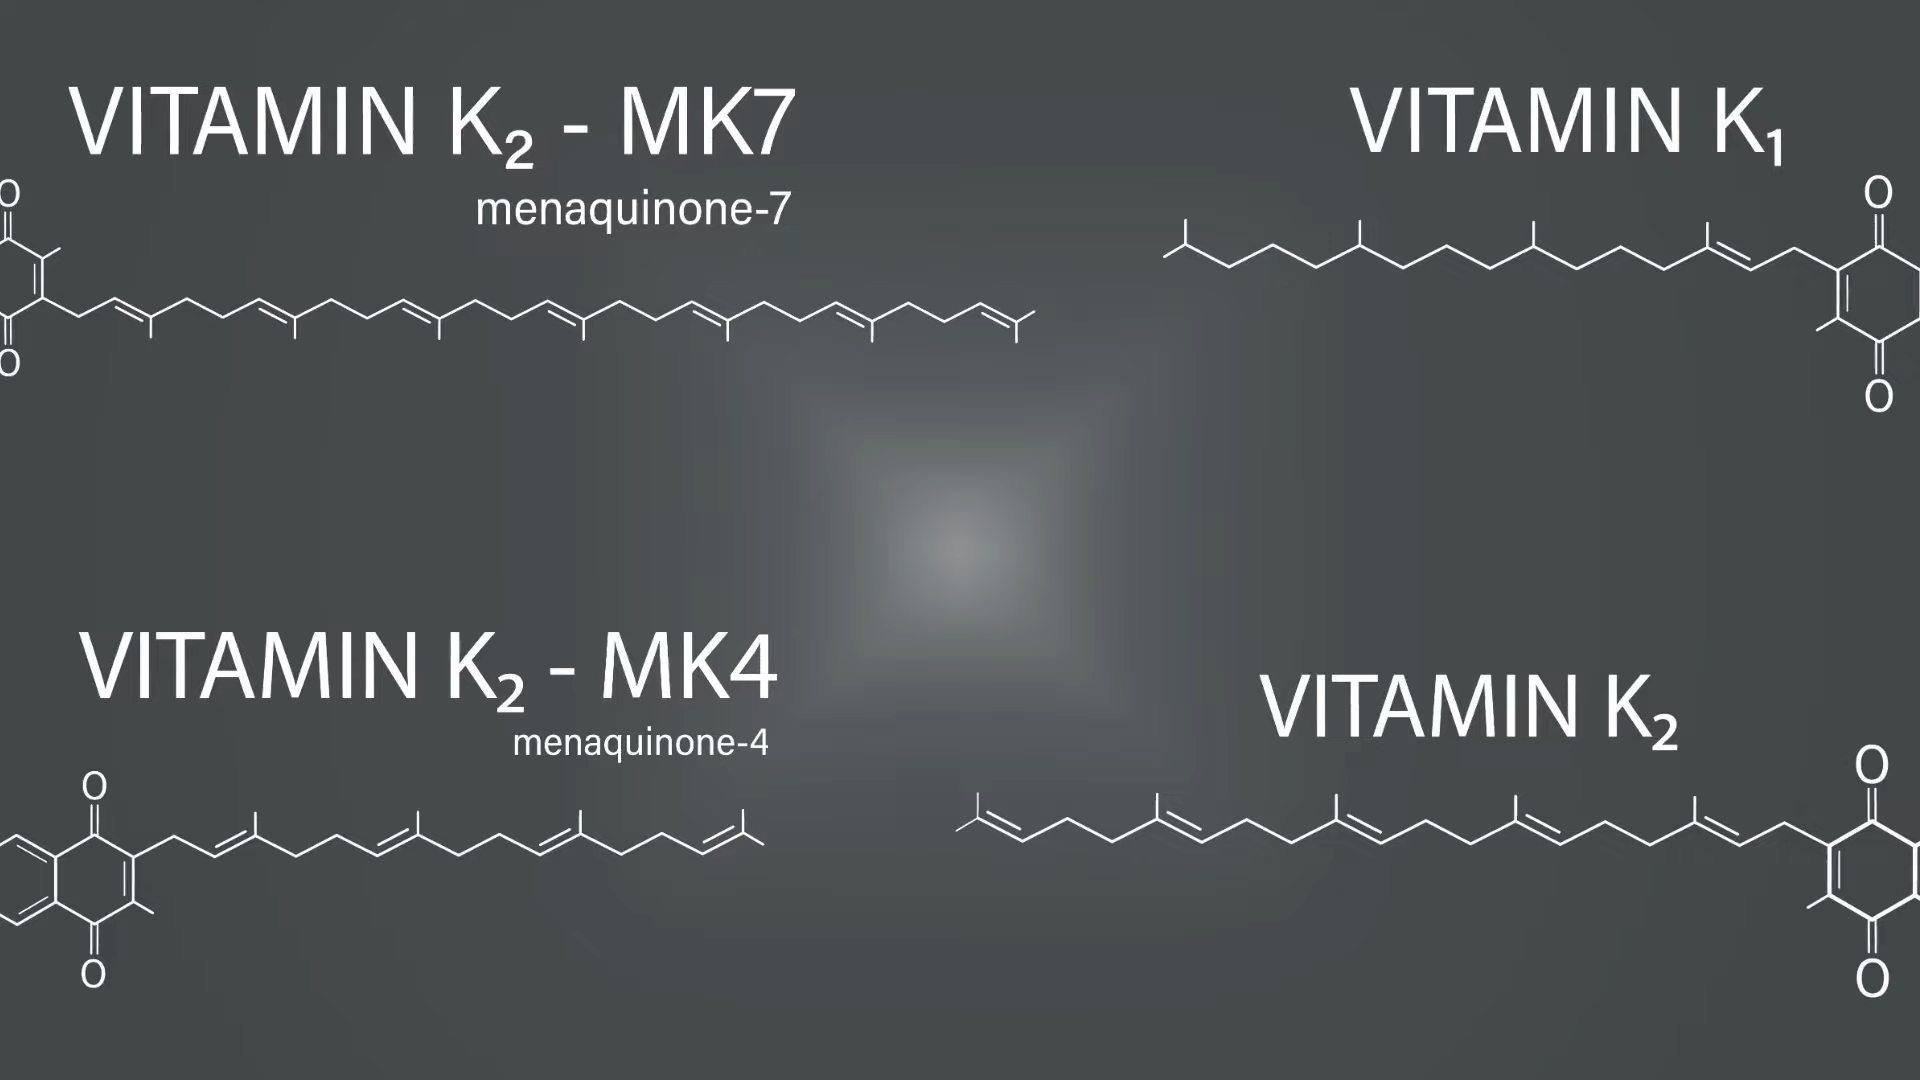 VITAMIN K₂ - MK7
menaquinone-7
O
O
VITAMIN K₁
O
O
VITAMIN K₂ - MK4
menaquinone-4
O
O
VITAMIN K₂
O
O